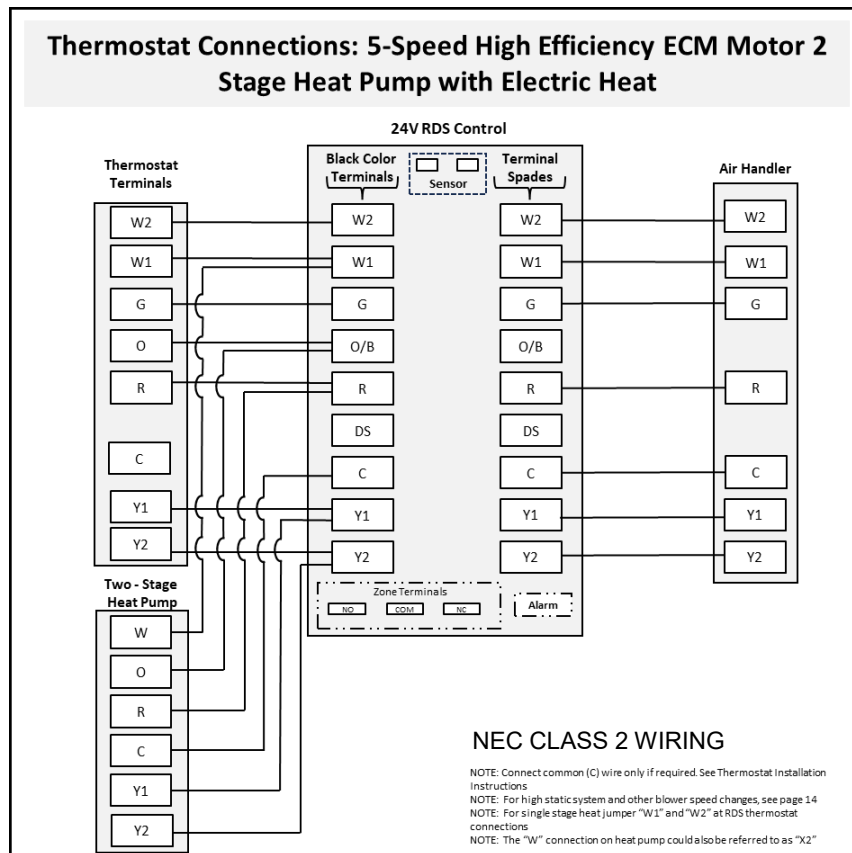 Thermostat Connections: 5-Speed High Efficiency ECM Motor 2
Stage Heat Pump with Electric Heat
24V RDS Control
Thermostat
Terminals
Black Color
Terminals
Sensor
Terminal
Spades
Air Handler
W2
W1
G
O
R
C
Y1
Y2
W2
W1
G
O/B
R
DS
C
Y1
Y2
W2
W1
G
O/B
R
DS
C
Y1
Y2
W2
W1
G
R
C
Y1
Y2
Zone Terminals
NO
COM
NC
Alarm
Two - Stage
Heat Pump
W
O
R
C
Y1
Y2
NEC CLASS 2 WIRING
NOTE: Connect common (C) wire only if required. See Thermostat Installation
Instructions
NOTE: For high static system and other blower speed changes, see page 14
NOTE: For single stage heat jumper “W1” and “W2” at RDS thermostat
connections
NOTE: The “W” connection on heat pump could also be referred to as “X2”